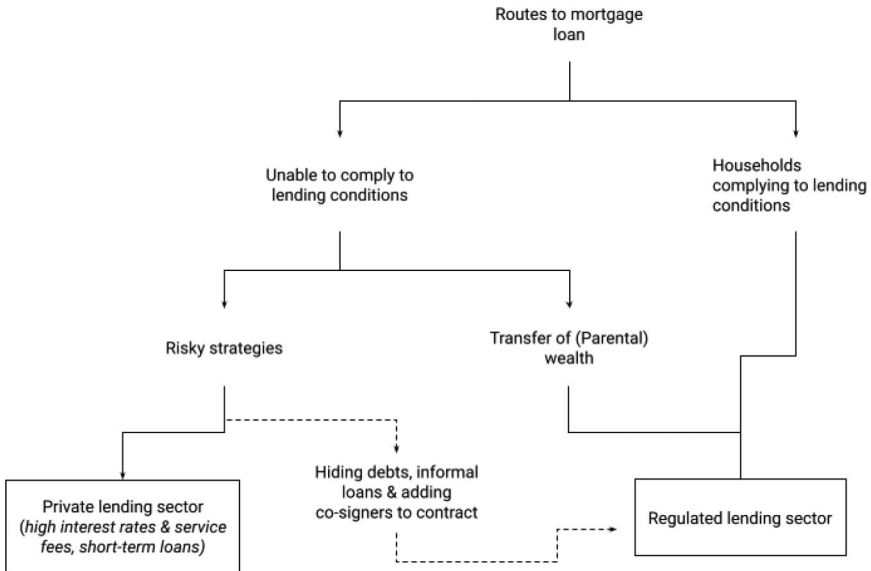 Routes to mortgage
loan
Unable to comply to
lending conditions
Households
complying to lending
conditions
Risky strategies
Transfer of (Parental)
wealth
Hiding debts, informal
loans & adding
co-signers to contract
Private lending sector
(high interest rates & service
fees, short-term loans)
Regulated lending sector